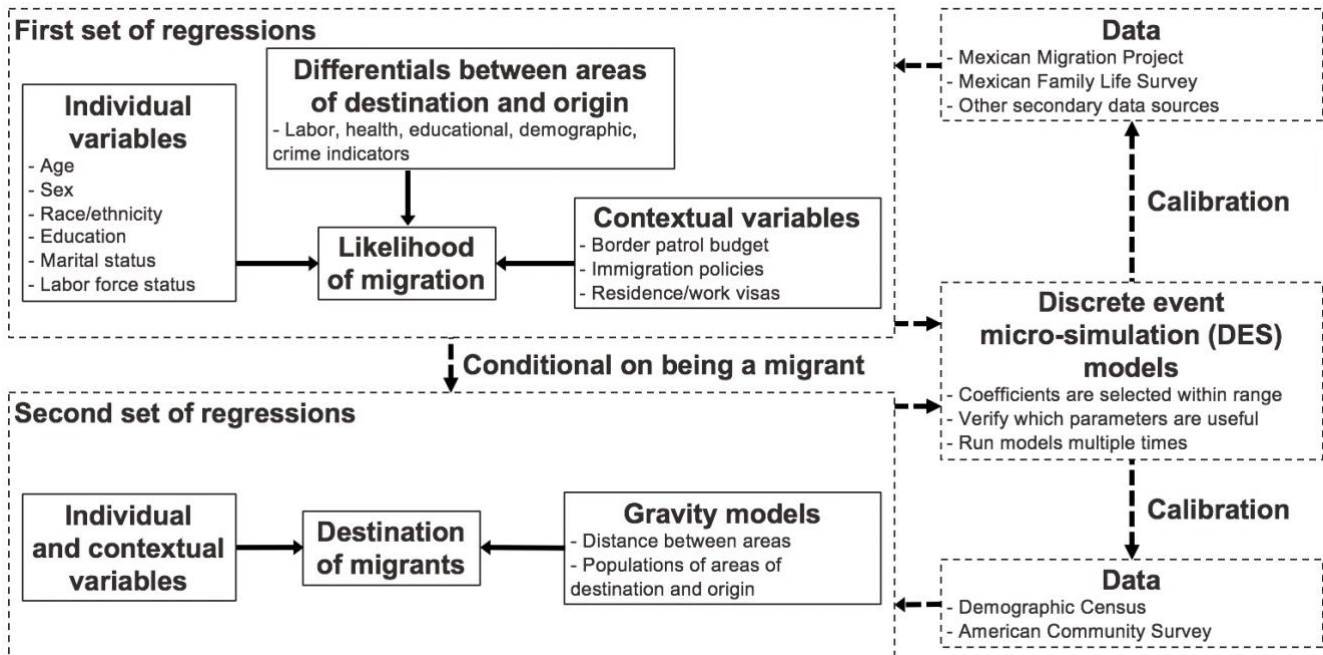 First set of regressions
Individual
variables
- Age
- Sex
- Race/ethnicity
- Education
- Marital status
- Labor force status
Differentials between areas
of destination and origin
- Labor, health, educational, demographic,
crime indicators
Likelihood
of migration
Contextual variables
- Border patrol budget
- Immigration policies
- Residence/work visas
Data
- Mexican Migration Project
- Mexican Family Life Survey
- Other secondary data sources
Calibration
Discrete event
micro-simulation (DES)
models
- Coefficients are selected within range
- Verify which parameters are useful
- Run models multiple times
Conditional on being a migrant
Second set of regressions
Individual
and contextual
variables
Destination
of migrants
Gravity models
- Distance between areas
- Populations of areas of
destination and origin
Calibration
Data
- Demographic Census
- American Community Survey